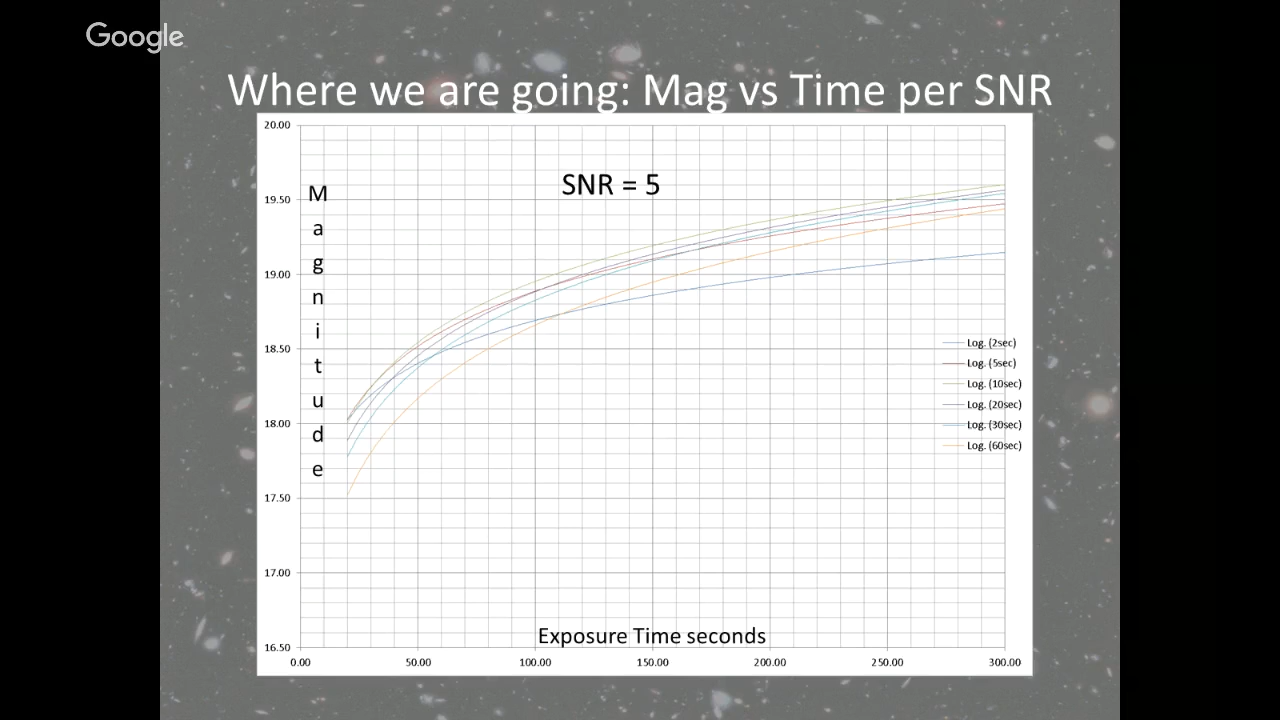 Google
Where we are going: Mag vs Time per SNR
20.00
SNR = 5
M
a
g
n
i
t
u
d
e
19.50
19.00
18.50
18.00
17.50
17.00
16.50
Log. (2sec)
Log. (5sec)
Log. (10sec)
Log. (20sec)
Log. (30sec)
Log. (60sec)
Exposure Time seconds
0.00 50.00 100.00 150.00 200.00 250.00 300.00